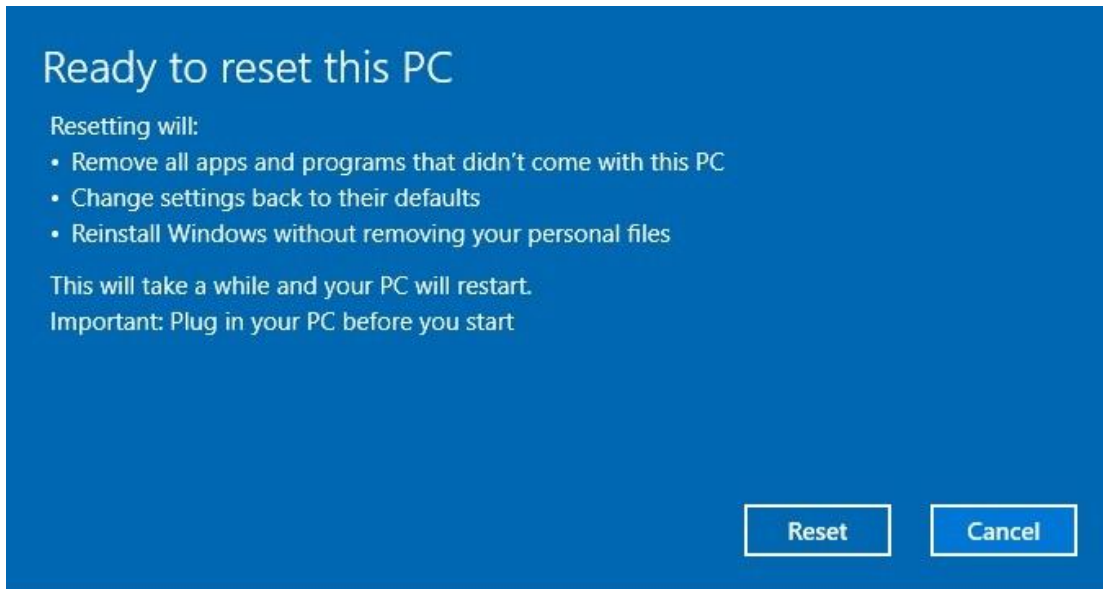 Ready to reset this PC
Resetting will:
• Remove all apps and programs that didn't come with this PC
• Change settings back to their defaults
• Reinstall Windows without removing your personal files
This will take a while and your PC will restart.
Important: Plug in your PC before you start
Reset
Cancel